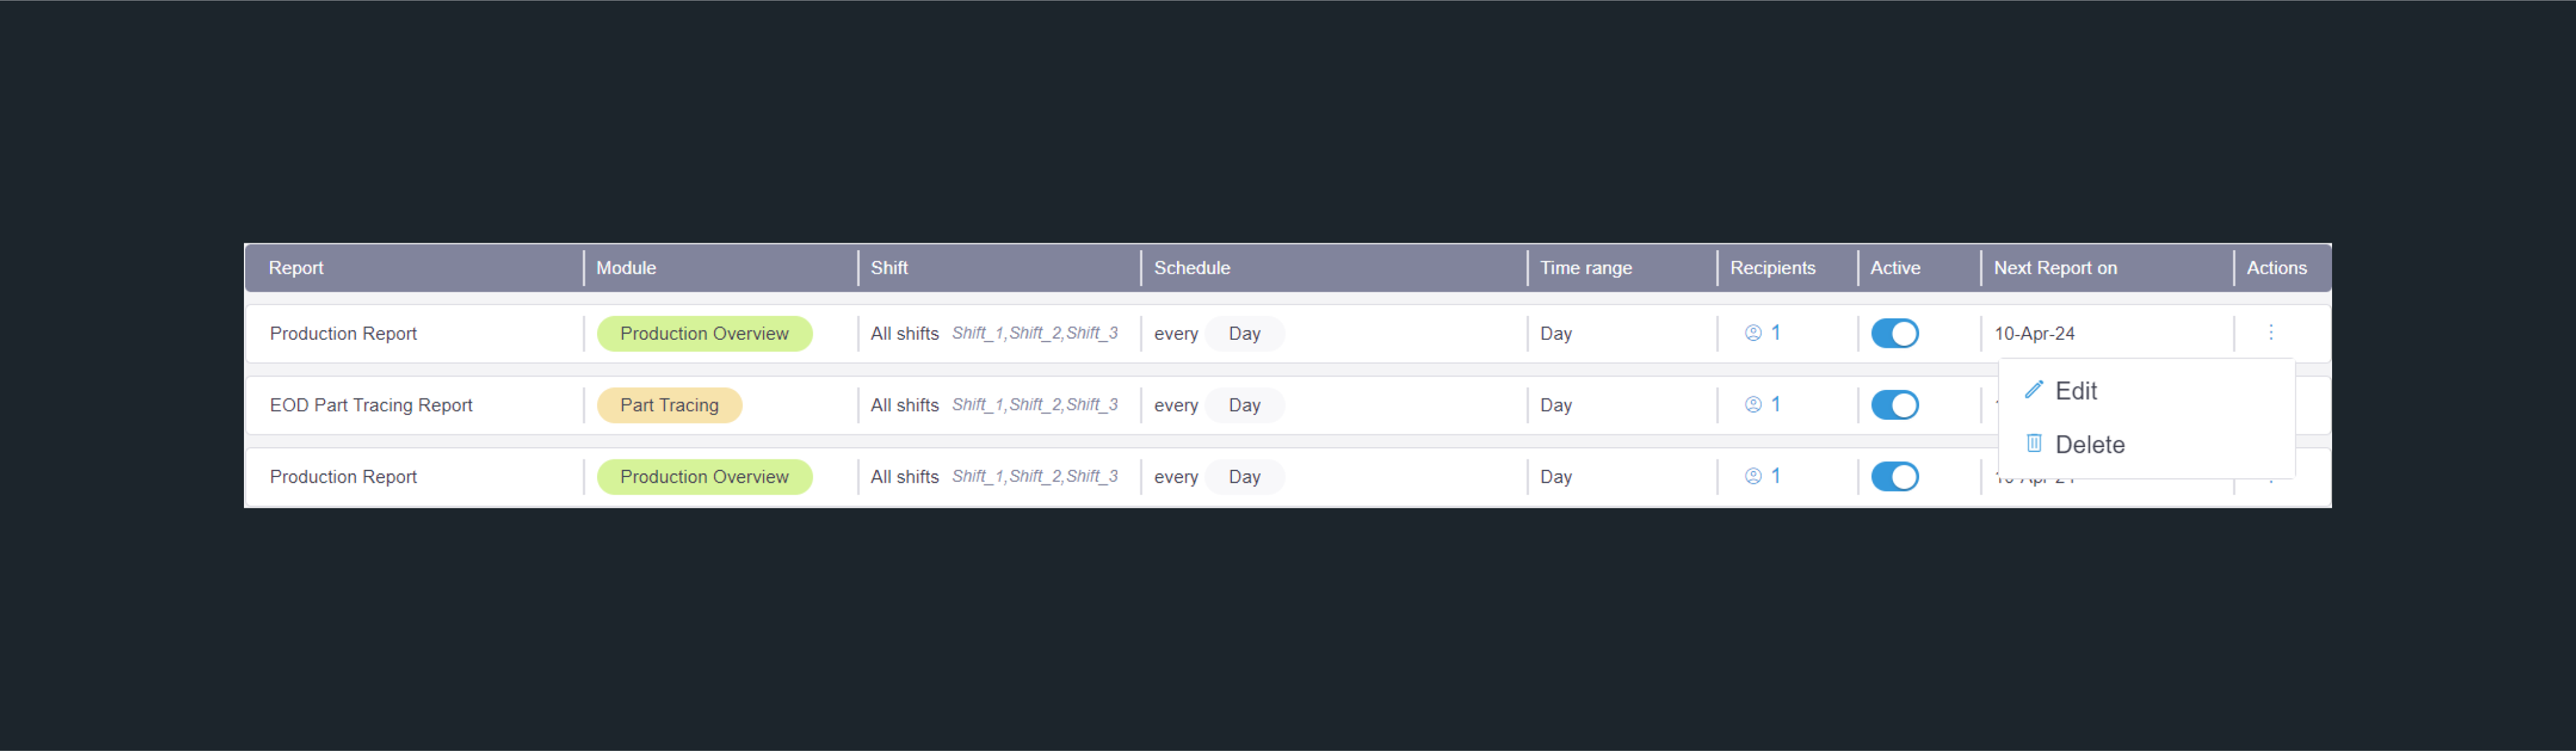 Report Module Shift Schedule Time range Recipients Active Next Report on Actions
Production Report Production Overview All shifts Shift_1,Shift_2,Shift_3 every Day Day 1 10-Apr-24
Edit
EOD Part Tracing Report Part Tracing All shifts Shift_1,Shift_2,Shift_3 every Day Day 1
Delete
Production Report Production Overview All shifts Shift_1,Shift_2,Shift_3 every Day Day 1